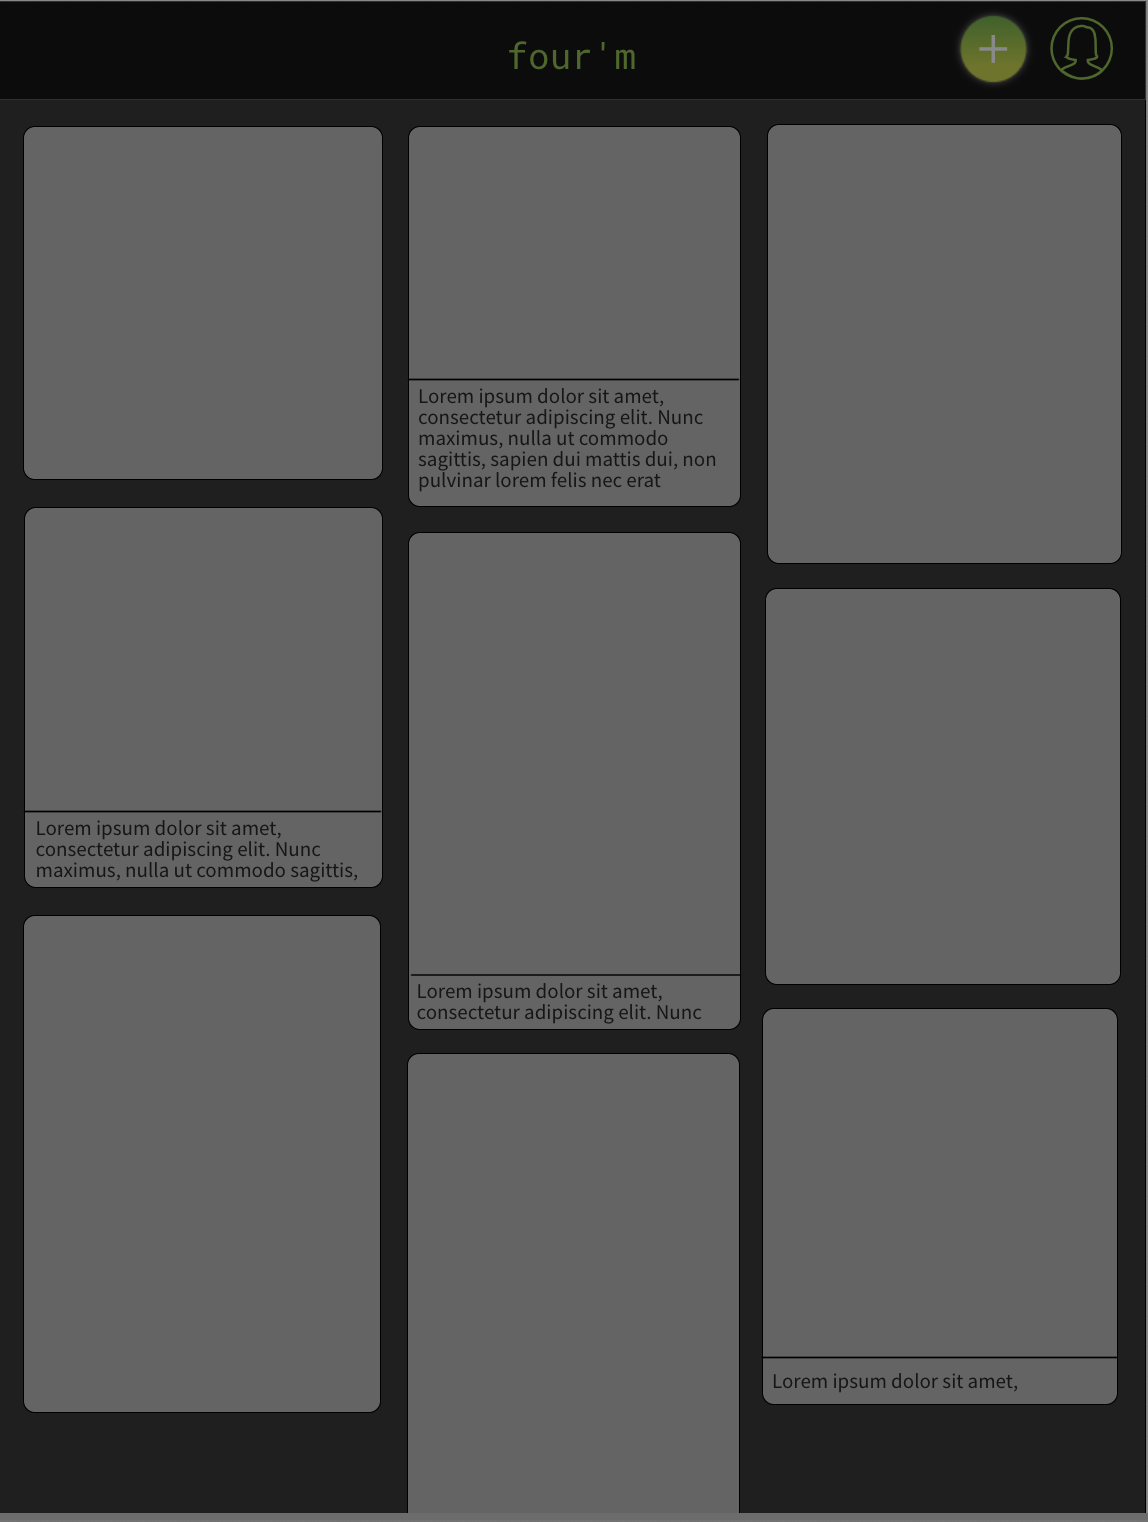 four'm
Lorem ipsum dolor sit amet,
consectetur adipiscing elit. Nunc
maximus, nulla ut commodo
sagittis, sapien dui mattis dui, non
pulvinar lorem felis nec erat
Lorem ipsum dolor sit amet,
consectetur adipiscing elit. Nunc
maximus, nulla ut commodo sagittis,
Lorem ipsum dolor sit amet,
consectetur adipiscing elit. Nunc
Lorem ipsum dolor sit amet,